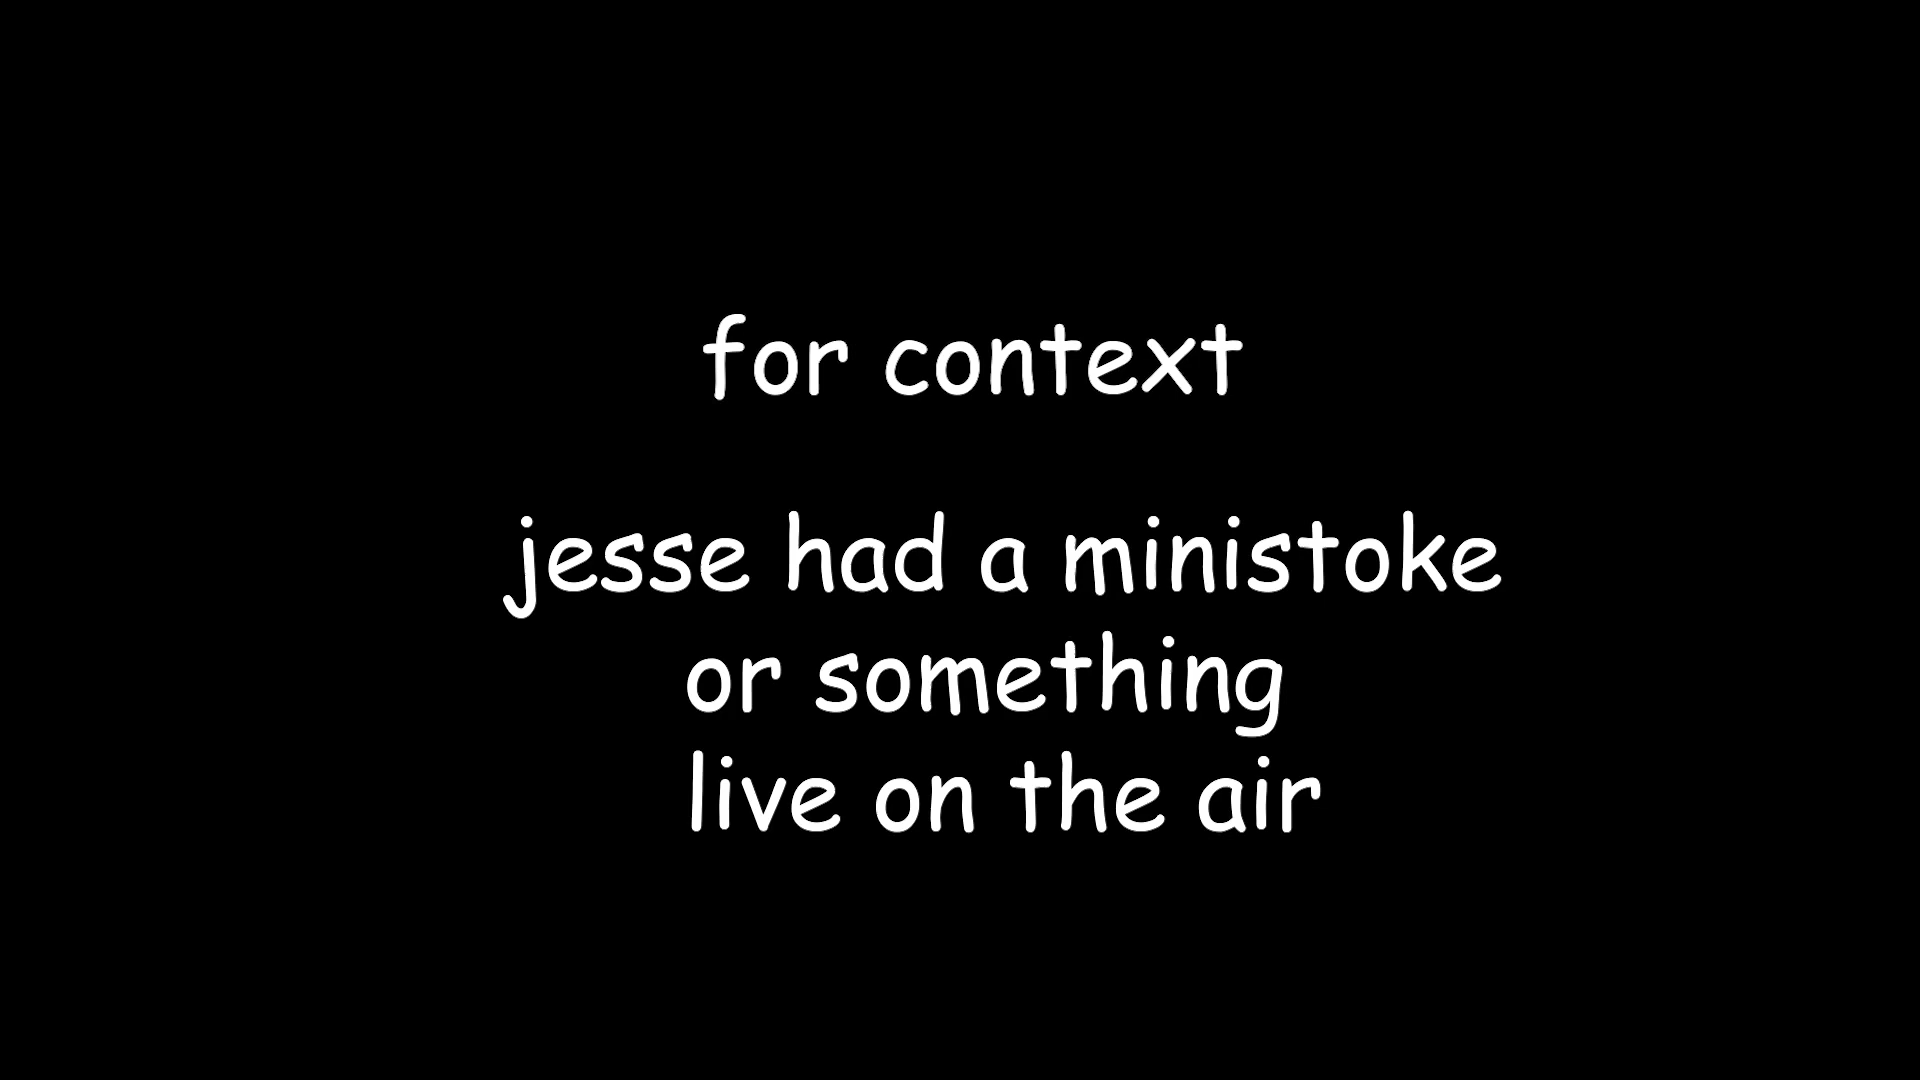 for context
jesse had a ministoke
or something
live on the air